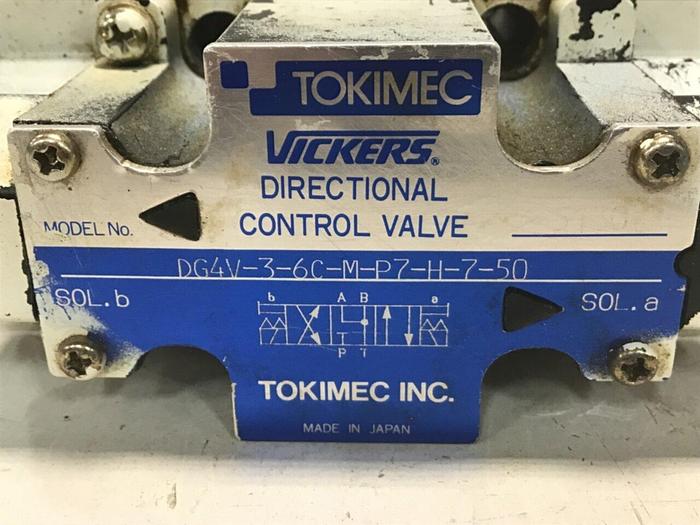 TOKIMEC
VICKERS®
DIRECTIONAL
CONTROL VALVE
MODEL No.
DG4V-3-6C-M-P7-H-7-50
SOL.b
b A B a
SOL.a
P T
TOKIMEC INC.
MADE IN JAPAN